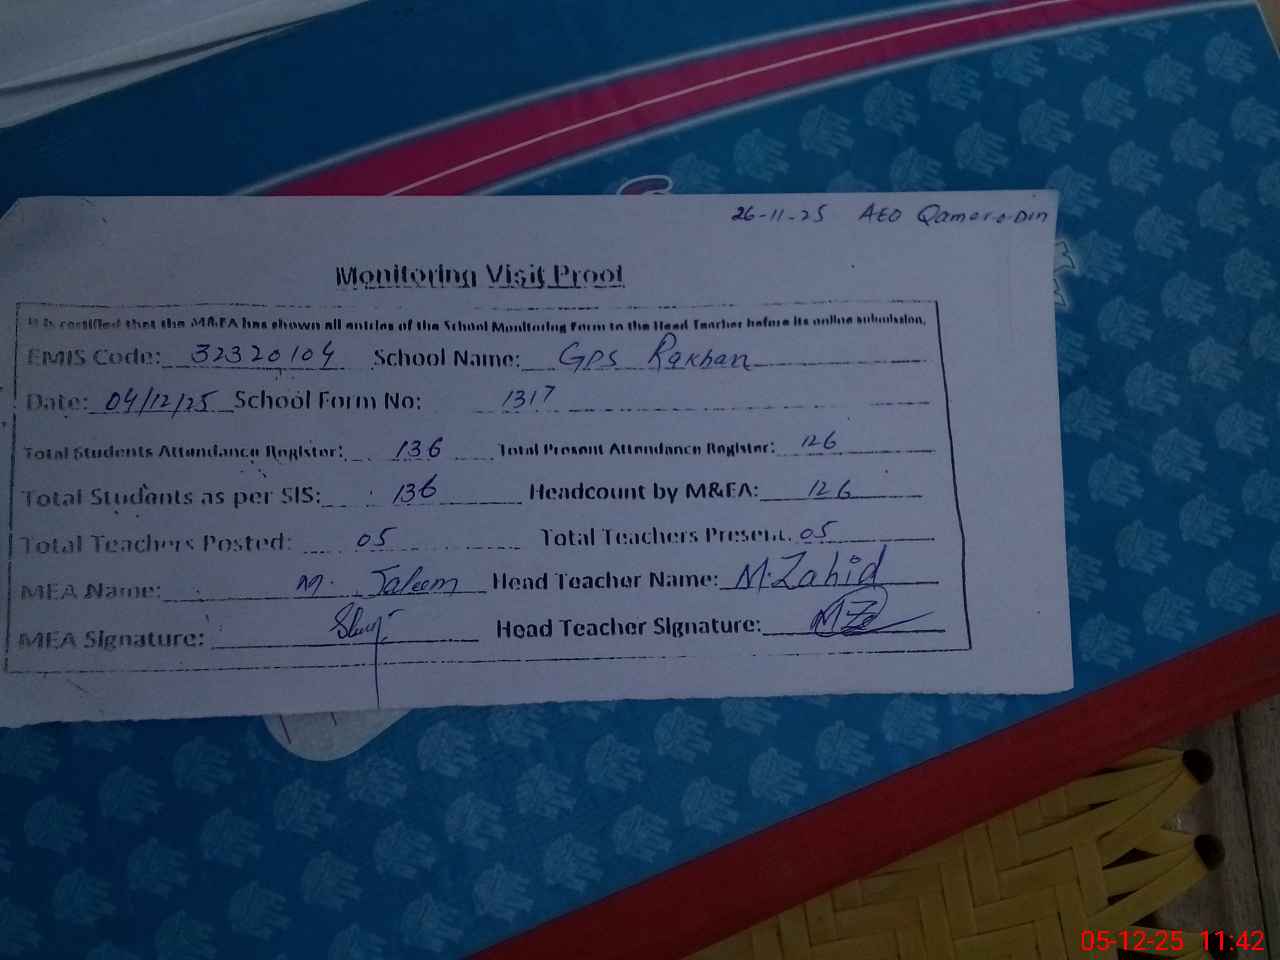 26-11-25 AEO Qamer-o-Din
Monitoring Visit Proof
It is certified that the M&EA has shown all entries of the School Monitoring Form to the Head Teacher before its online submission.
EMIS Code: 32320104 School Name: GPS Rakhan
Date: 04/12/25 School Form No: 1317
Total Students Attendance Register: 136 Total Present Attendance Register: 126
Total Students as per SIS: 136 Headcount by M&EA: 126
Total Teachers Posted: 05 Total Teachers Present: 05
MEA Name: M. Saleem Head Teacher Name: M.Zahid
MEA Signature: Head Teacher Signature:
05-12-25 11:42